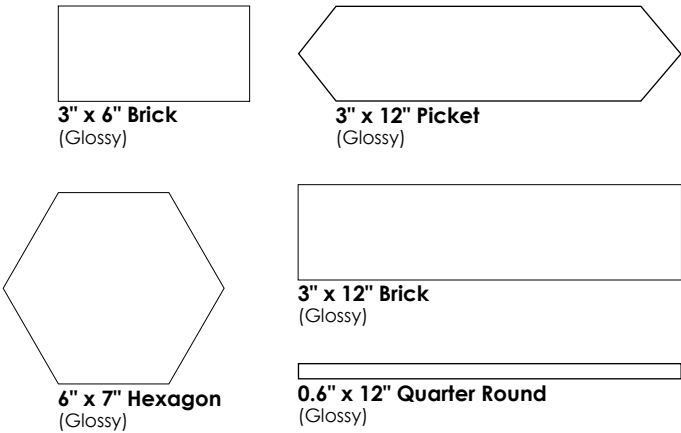 3" x 6" Brick
(Glossy)
3" x 12" Picket
(Glossy)
3" x 12" Brick
(Glossy)
6" x 7" Hexagon
(Glossy)
0.6" x 12" Quarter Round
(Glossy)